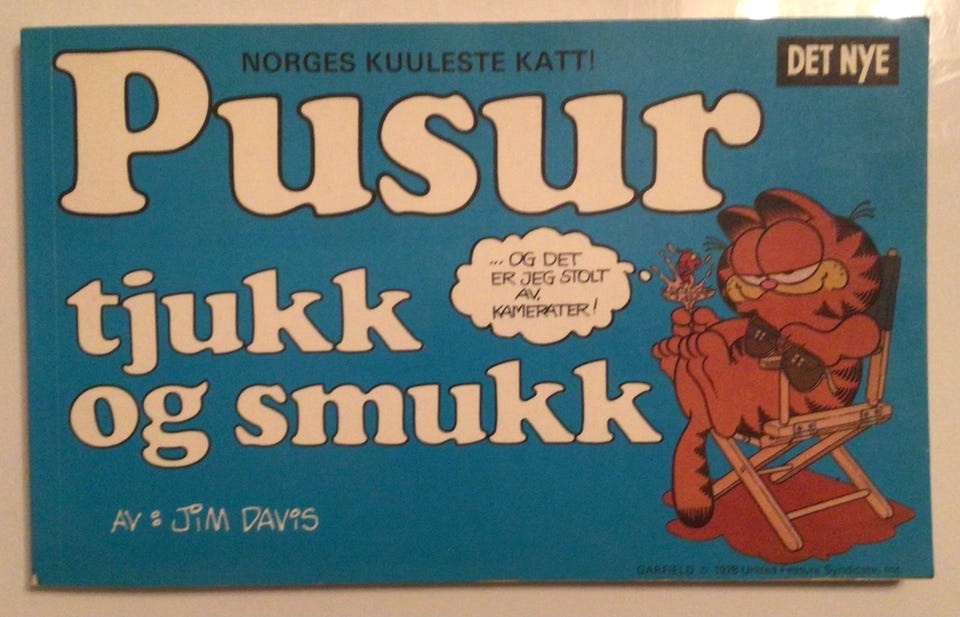 NORGES KUULESTE KATT!
DET NYE
Pusur
tjukk
og smukk
... OG DET
ER JEG STOLT
AV,
KAMERATER!
AV: JIM DAVIS
GARFIELD © 1978 United Feature Syndicate, Inc.